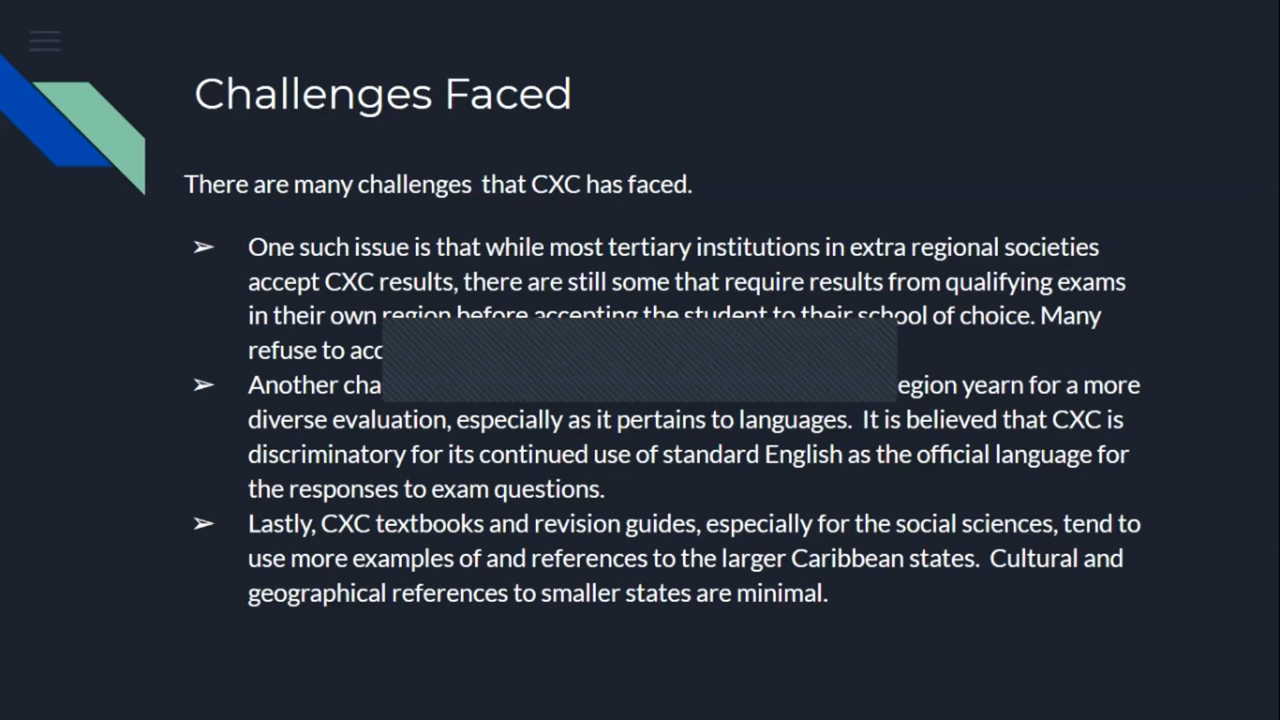 Challenges Faced
There are many challenges that CXC has faced.
➢ One such issue is that while most tertiary institutions in extra regional societies
accept CXC results, there are still some that require results from qualifying exams
in their own region before accepting the student to their school of choice. Many
refuse to
➢ Another
yearn for a more
diverse evaluation, especially as it pertains to languages. It is believed that CXC is
discriminatory for its continued use of standard English as the official language for
the responses to exam questions.
➢ Lastly, CXC textbooks and revision guides, especially for the social sciences, tend to
use more examples of and references to the larger Caribbean states. Cultural and
geographical references to smaller states are minimal.